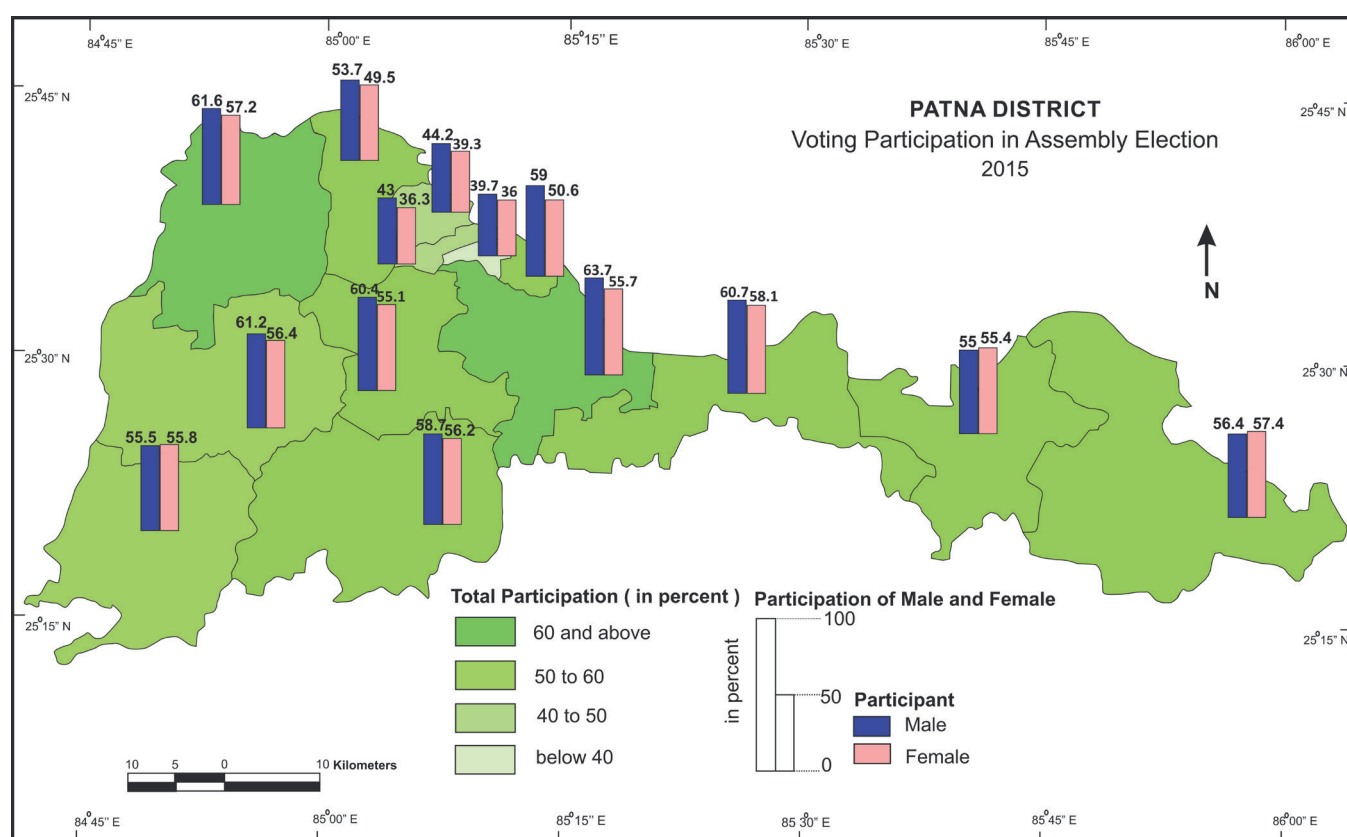 84°45" E
85°00" E
85°15" E
85°30" E
85°45" E
86°00" E
25°45" N
25°45" N
PATNA DISTRICT
Voting Participation in Assembly Election
2015
53.7 49.5
61.6 57.2
44.2 39.3
39.7 36
59 50.6
43 36.3
N
63.7 55.7
60.4 55.1
60.7 58.1
61.2 56.4
25°30" N
25°30" N
55 55.4
58.7 56.2
56.4 57.4
55.5 55.8
25°15" N
25°15" N
Total Participation ( in percent )
60 and above
50 to 60
40 to 50
below 40
Participation of Male and Female
in percent
100
50
0
Participant
Male
Female
10 5 0 10 Kilometers
84°45" E
85°00" E
85°15" E
85°30" E
85°45" E
86°00" E